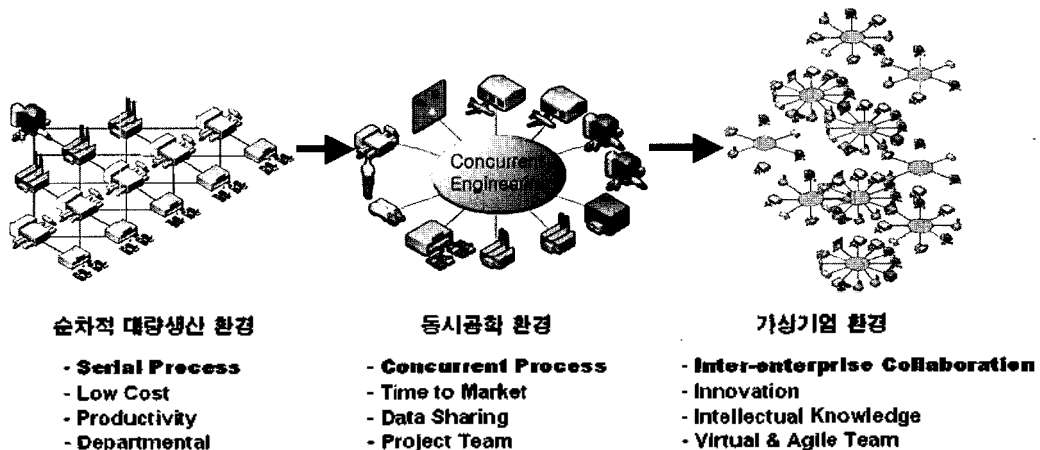 Concurrent
Engineering
순차적 대량생산 환경
- Serial Process
- Low Cost
- Productivity
- Departmental
동시공학 환경
- Concurrent Process
- Time to Market
- Data Sharing
- Project Team
가상기업 환경
- Inter-enterprise Collaboration
- Innovation
- Intellectual Knowledge
- Virtual & Agile Team